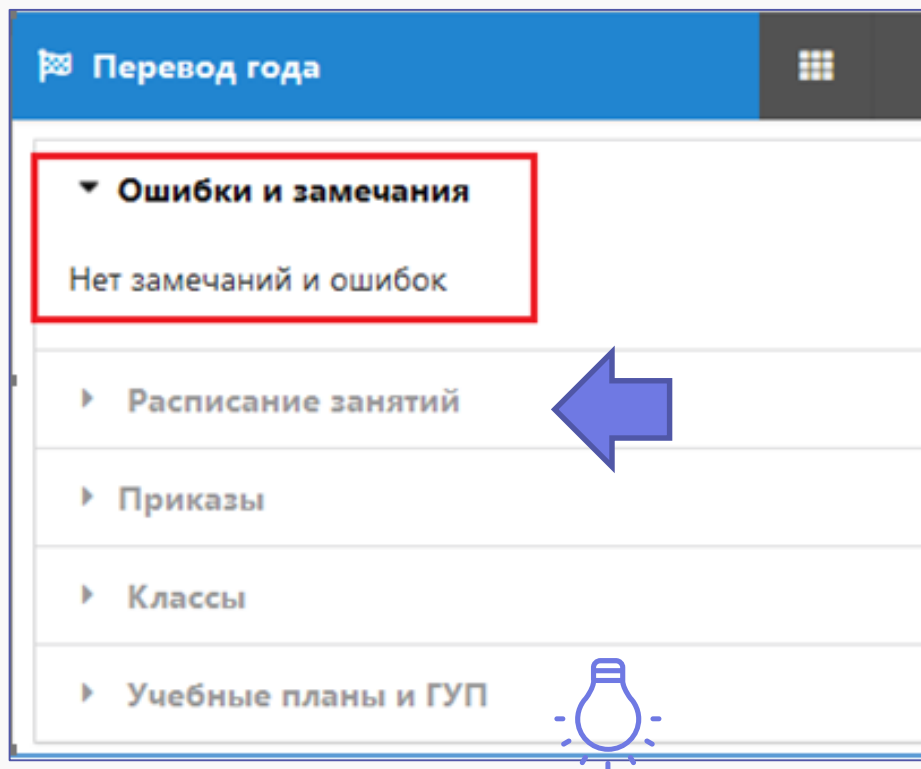 Перевод года
Ошибки и замечания
Нет замечаний и ошибок
Расписание занятий
Приказы
Классы
Учебные планы и ГУП